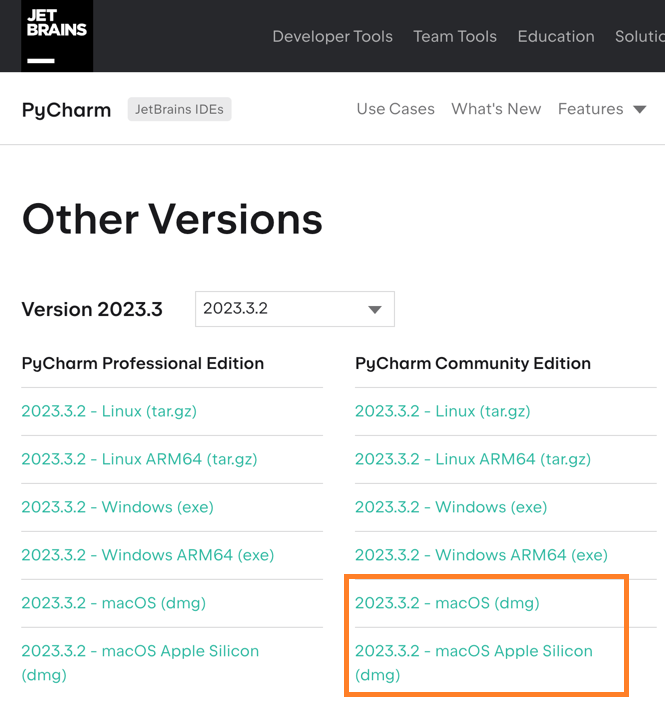 JET
BRAINS
Developer Tools Team Tools Education Solutio
PyCharm JetBrains IDEs Use Cases What's New Features
Other Versions
Version 2023.3 2023.3.2
PyCharm Professional Edition
2023.3.2 - Linux (tar.gz)
2023.3.2 - Linux ARM64 (tar.gz)
2023.3.2 - Windows (exe)
2023.3.2 - Windows ARM64 (exe)
2023.3.2 - macOS (dmg)
2023.3.2 - macOS Apple Silicon
(dmg)
PyCharm Community Edition
2023.3.2 - Linux (tar.gz)
2023.3.2 - Linux ARM64 (tar.gz)
2023.3.2 - Windows (exe)
2023.3.2 - Windows ARM64 (exe)
2023.3.2 - macOS (dmg)
2023.3.2 - macOS Apple Silicon
(dmg)